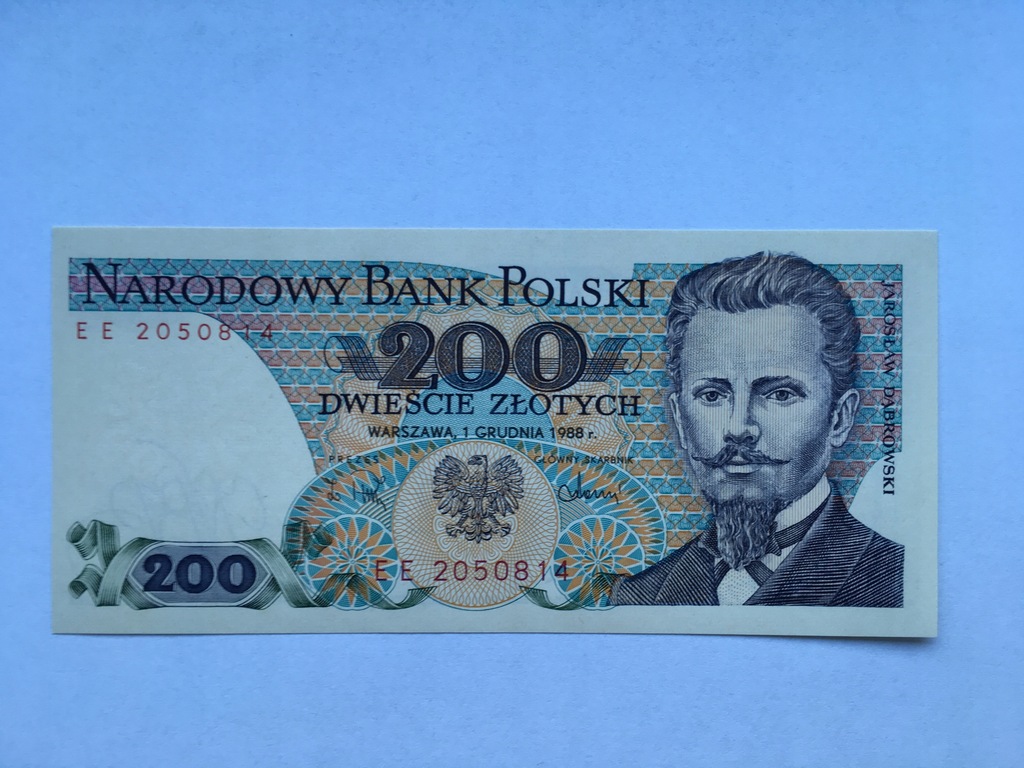 NARODOWY BANK POLSKI
EE 2050814
200
DWIEŚCIE ZŁOTYCH
WARSZAWA, 1 GRUDNIA 1988 r.
PREZES GŁÓWNY SKARBNIK
EE 2050814
200
JAROSŁAW DĄBROWSKI